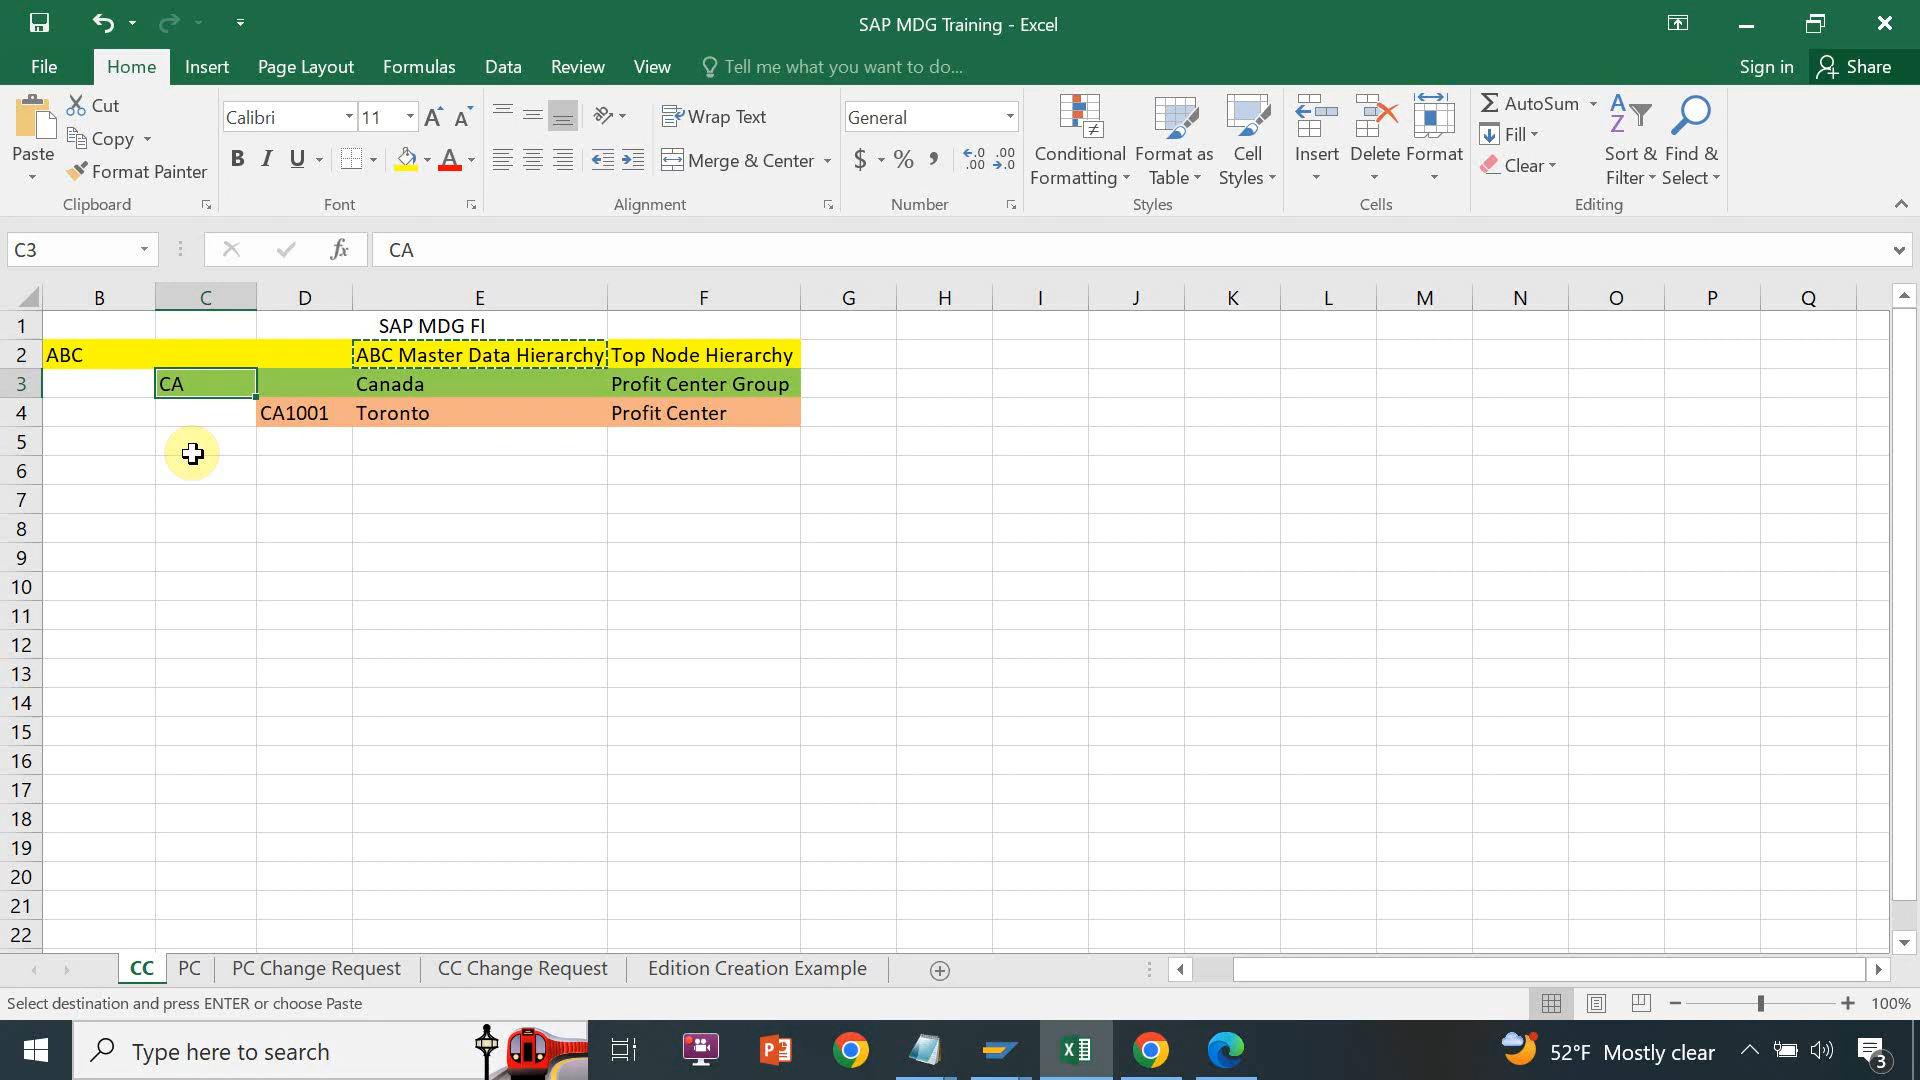 SAP MDG Training - Excel
File Home Insert Page Layout Formulas Data Review View Tell me what you want to do... Sign in Share
Paste Cut Copy Format Painter Clipboard
Calibri 11 B I U A Font
Wrap Text Merge & Center Alignment
General $ % , Number
Conditional Formatting Format as Table Cell Styles Styles
Insert Delete Format Cells
AutoSum Fill Clear Sort & Filter Find & Select Editing
C3 fx CA
B C D E F G H I J K L M N O P Q
1 SAP MDG FI
2 ABC ABC Master Data Hierarchy Top Node Hierarchy
3 CA Canada Profit Center Group
4 CA1001 Toronto Profit Center
5
6
7
8
9
10
11
12
13
14
15
16
17
18
19
20
21
22
CC PC PC Change Request CC Change Request Edition Creation Example
Select destination and press ENTER or choose Paste 100%
Type here to search 52°F Mostly clear 3